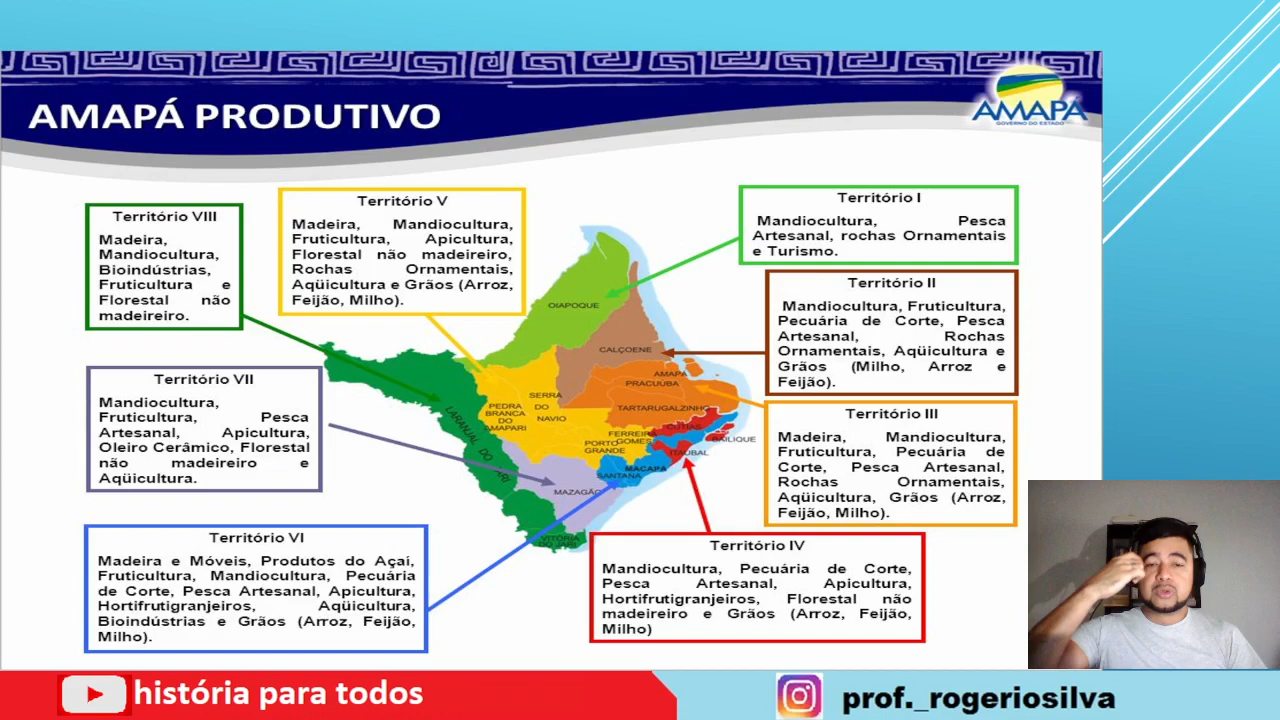 AMAPÁ PRODUTIVO
AMAPÁ
GOVERNO DO ESTADO
Território VIII
Madeira,
Mandiocultura,
Bioindústrias,
Fruticultura e
Florestal não
madeireiro.
Território V
Madeira, Mandiocultura,
Fruticultura, Apicultura,
Florestal não madeireiro,
Rochas Ornamentais,
Aqüicultura e Grãos (Arroz,
Feijão, Milho).
Território I
Mandiocultura, Pesca
Artesanal, rochas Ornamentais
e Turismo.
Território II
Mandiocultura, Fruticultura,
Pecuária de Corte, Pesca
Artesanal, Rochas
Ornamentais, Aqüicultura e
Grãos (Milho, Arroz e
Feijão).
Território VII
Mandiocultura,
Fruticultura, Pesca
Artesanal, Apicultura,
Oleiro Cerâmico, Florestal
não madeireiro e
Aqüicultura.
Território III
Madeira, Mandiocultura,
Fruticultura, Pecuária de
Corte, Pesca Artesanal,
Rochas Ornamentais,
Aqüicultura, Grãos (Arroz,
Feijão, Milho).
OIAPOQUE
CALÇOENE
AMAPÁ
PRACUUBA
SERRA
DO
NAVIO
PEDRA
BRANCA
DO
AMAPARI
TARTARUGALZINHO
CUTIAS
FERREIRA
GOMES
BAILIQUE
PORTO
GRANDE
ITAUBAL
LARANJAL DO JARI
MACAPÁ
SANTANA
MAZAGÃO
VITÓRIA
DO JARI
Território VI
Madeira e Móveis, Produtos do Açaí,
Fruticultura, Mandiocultura, Pecuária
de Corte, Pesca Artesanal, Apicultura,
Hortifrutigranjeiros, Aqüicultura,
Bioindústrias e Grãos (Arroz, Feijão,
Milho).
Território IV
Mandiocultura, Pecuária de Corte,
Pesca Artesanal, Apicultura,
Hortifrutigranjeiros, Florestal não
madeireiro e Grãos (Arroz, Feijão,
Milho)
história para todos
prof._rogeriosilva